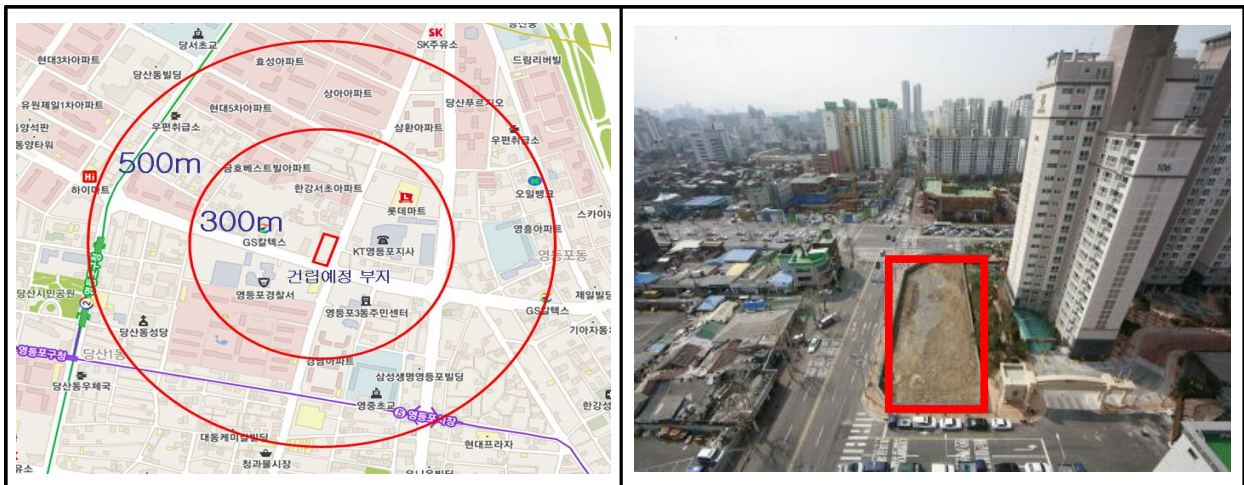 SK
SK주유소
당서초교
현대3차아파트
효성아파트
드림리버빌
당산동빌딩
상아아파트
당산푸르지오
유원제일1차아파트
현대5차아파트
삼환아파트
우편취급소
우편취급소
동양타워
500m
금호베스트빌아파트
Hi
하이마트
한강서초아파트
오일뱅크
롯데마트
300m
GS칼텍스
영흥아파트
KT영등포지사
영등포동
건립예정 부지
당산시민공원
영등포경찰서
제일빌딩
영등포3동주민센터
GS칼텍스
2
당산동성당
영등포구청
당산1동
경남아파트
당산동우체국
삼성생명영등포빌딩
영중초교
5 영등포시장
대동케미칼빌딩
현대프라자
청과물시장
106